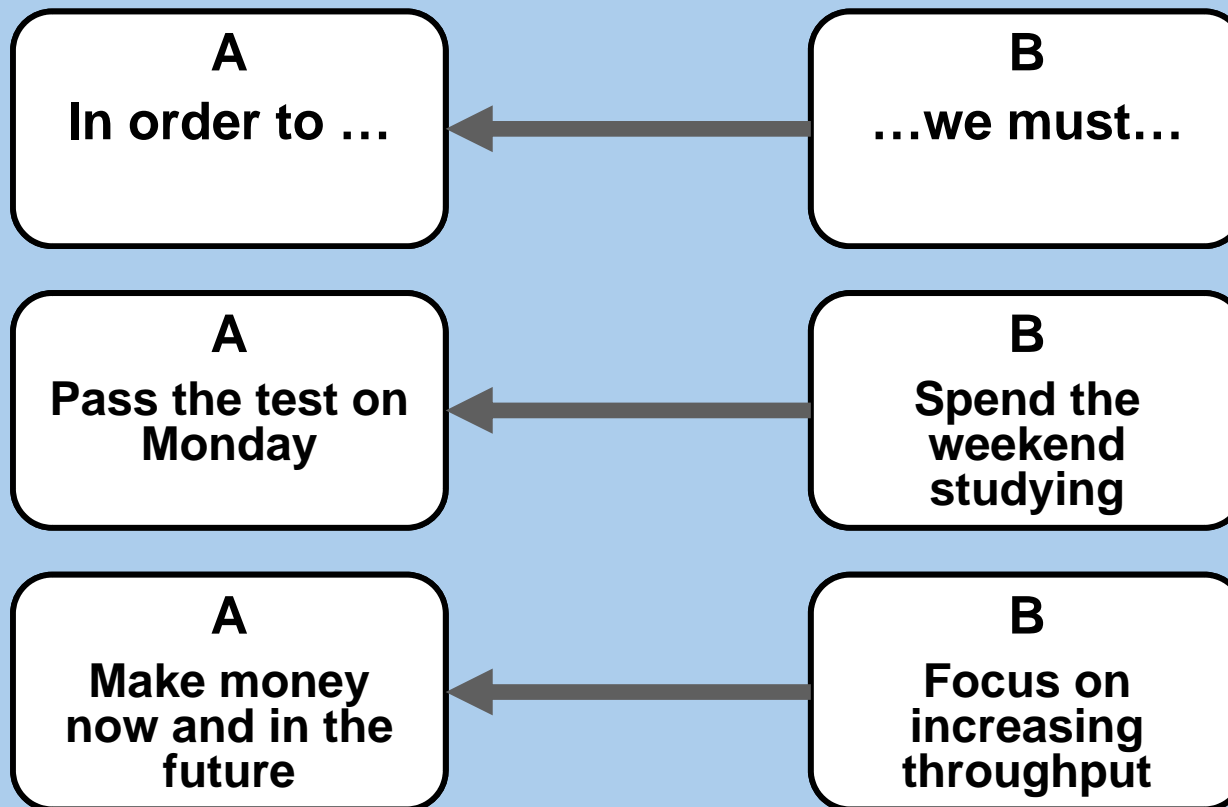 A
In order to …
B
…we must…
A
Pass the test on
Monday
B
Spend the
weekend
studying
A
Make money
now and in the
future
B
Focus on
increasing
throughput